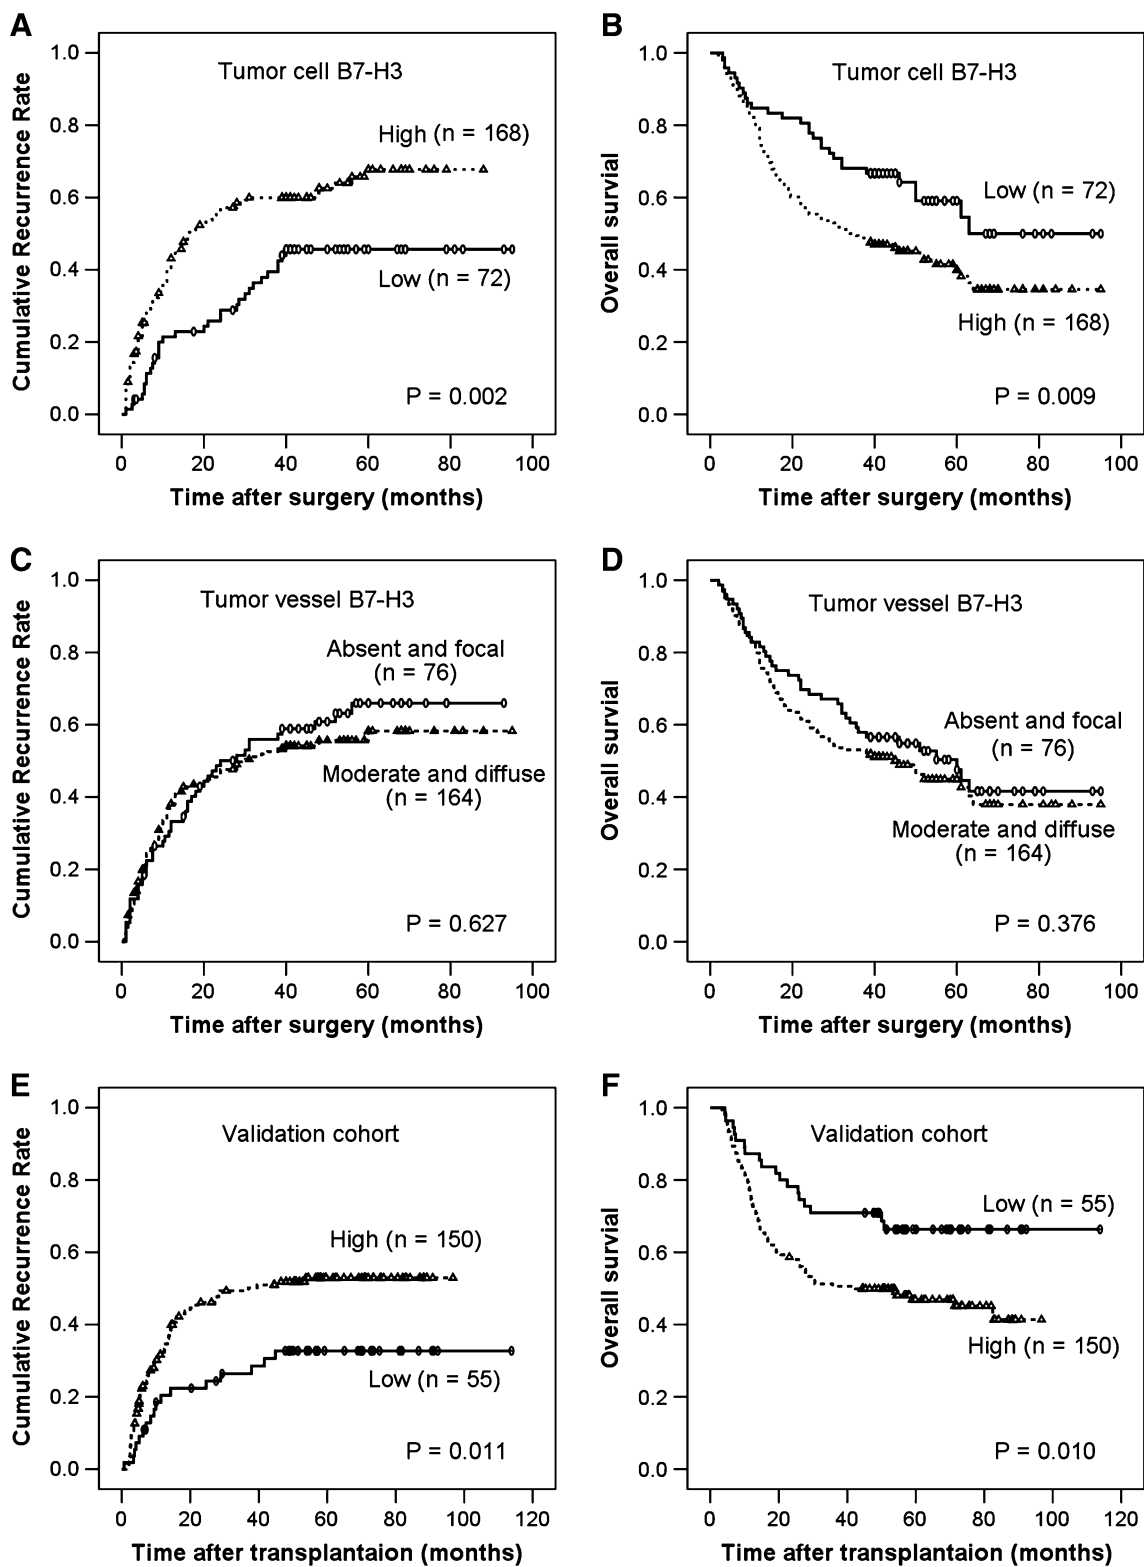 A
Cumulative Recurrence Rate
1.0
0.8
0.6
0.4
0.2
0.0
Tumor cell B7-H3
High (n = 168)
Low (n = 72)
P = 0.002
0 20 40 60 80 100
Time after surgery (months)
B
Overall survial
1.0
0.8
0.6
0.4
0.2
0.0
Tumor cell B7-H3
Low (n = 72)
High (n = 168)
P = 0.009
0 20 40 60 80 100
Time after surgery (months)
C
Cumulative Recurrence Rate
1.0
0.8
0.6
0.4
0.2
0.0
Tumor vessel B7-H3
Absent and focal
(n = 76)
Moderate and diffuse
(n = 164)
P = 0.627
0 20 40 60 80 100
Time after surgery (months)
D
Overall survial
1.0
0.8
0.6
0.4
0.2
0.0
Tumor vessel B7-H3
Absent and focal
(n = 76)
Moderate and diffuse
(n = 164)
P = 0.376
0 20 40 60 80 100
Time after surgery (months)
E
Cumulative Recurrence Rate
1.0
0.8
0.6
0.4
0.2
0.0
Validation cohort
High (n = 150)
Low (n = 55)
P = 0.011
0 20 40 60 80 100 120
Time after transplantaion (months)
F
Overall survial
1.0
0.8
0.6
0.4
0.2
0.0
Validation cohort
Low (n = 55)
High (n = 150)
P = 0.010
0 20 40 60 80 100 120
Time after transplantaion (months)